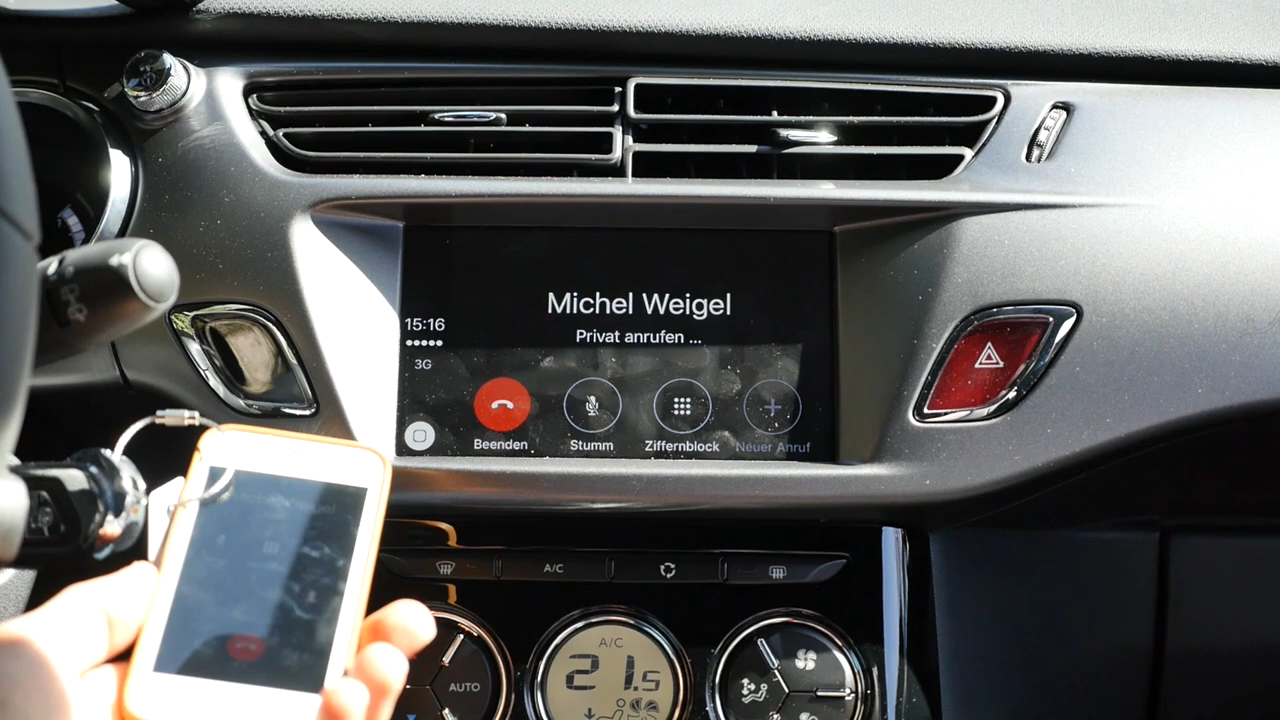 Michel Weigel
Privat anrufen ...
15:16
3G
Beenden
Stumm
Ziffernblock
Neuer Anruf
A/C
A/C
21.5
AUTO